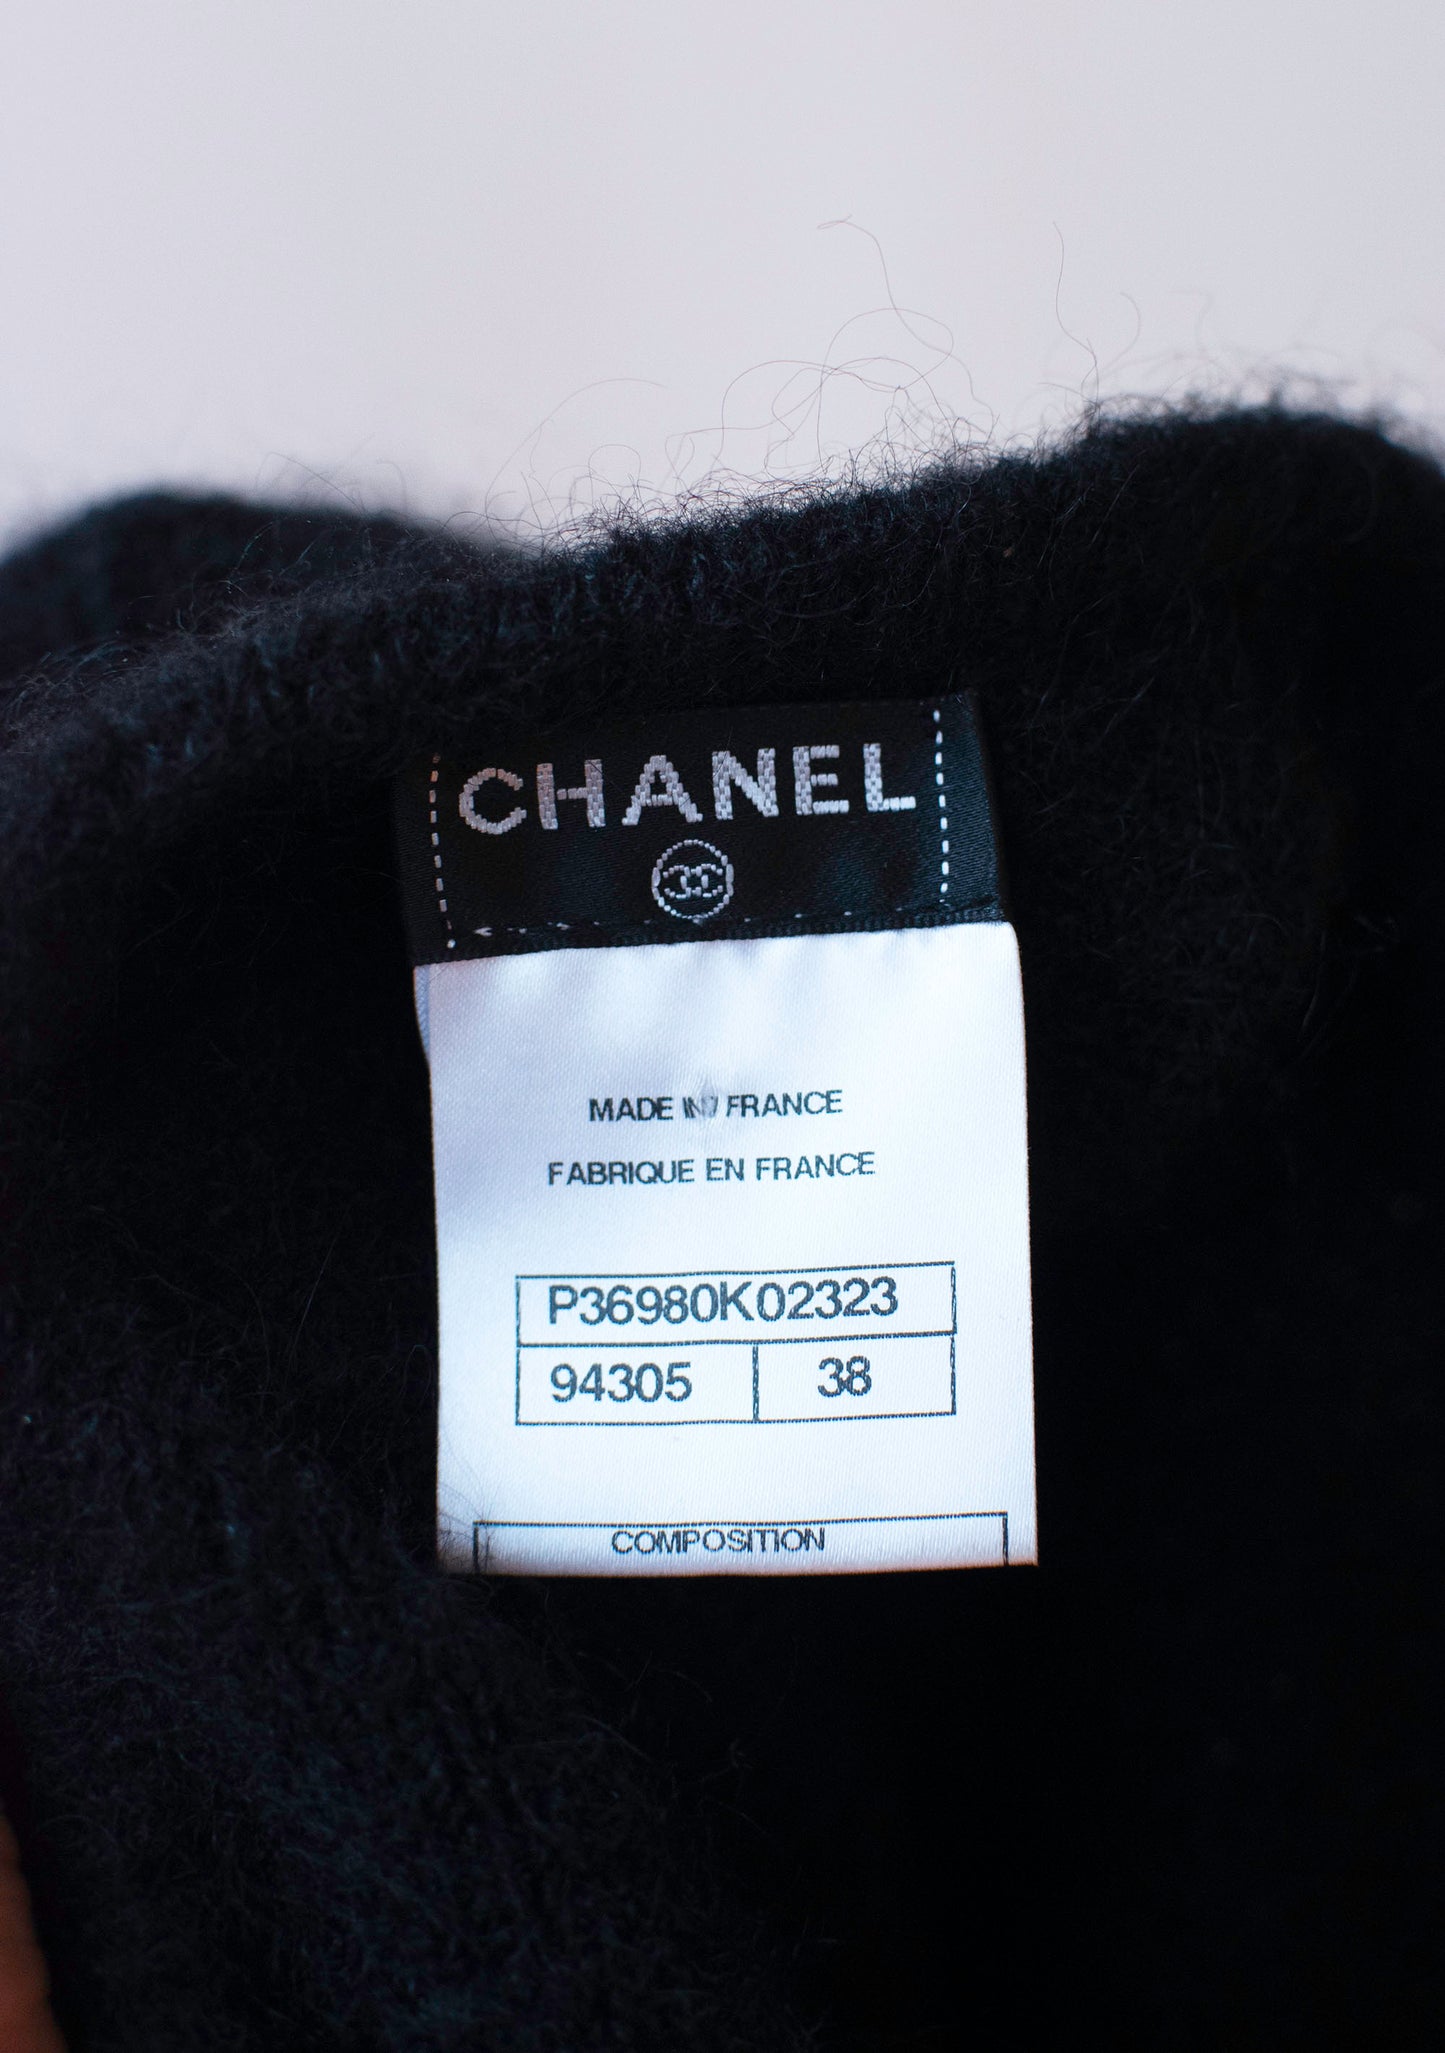 CHANEL
MADE IN FRANCE
FABRIQUE EN FRANCE
P36980K02323
94305 38
COMPOSITION